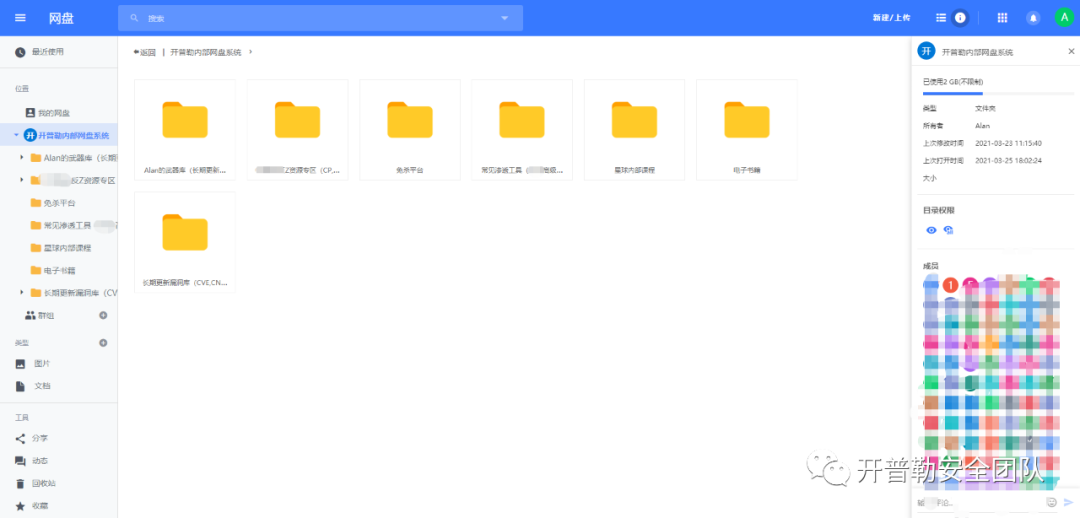 网盘
搜索
新建/上传
A
最近使用
位置
我的网盘
开 开普勒内部网盘系统
Alan的武器库（长期
反Z资源专区
免杀平台
常见渗透工具
星球内部课程
电子书籍
长期更新漏洞库（CV
群组
类型
图片
文档
工具
分享
动态
回收站
收藏
返回 | 开普勒内部网盘系统
Alan的武器库（长期更新...
Z资源专区（CP,...
免杀平台
常见渗透工具（ 高级...
星球内部课程
电子书籍
长期更新漏洞库（CVE,CN...
开 开普勒内部网盘系统
已使用2 GB(不限制)
类型 文件夹
所有者 Alan
上次修改时间 2021-03-23 11:15:40
上次打开时间 2021-03-25 18:02:24
大小
目录权限
成员
1
开普勒安全团队